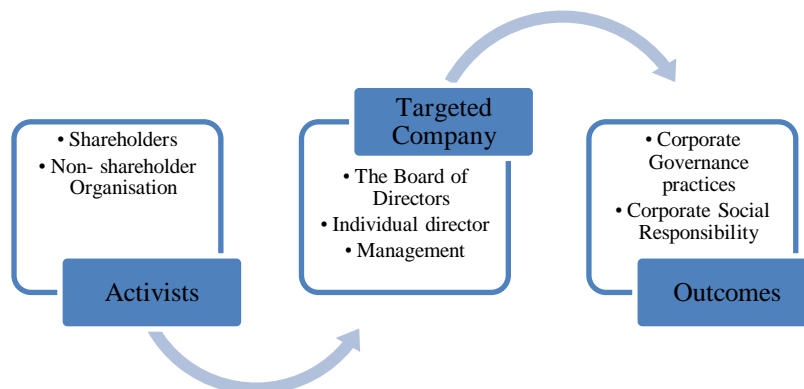 • Shareholders
• Non- shareholder
Organisation
Activists
Targeted
Company
• The Board of
Directors
• Individual director
• Management
• Corporate
Governance
practices
• Corporate Social
Responsibility
Outcomes